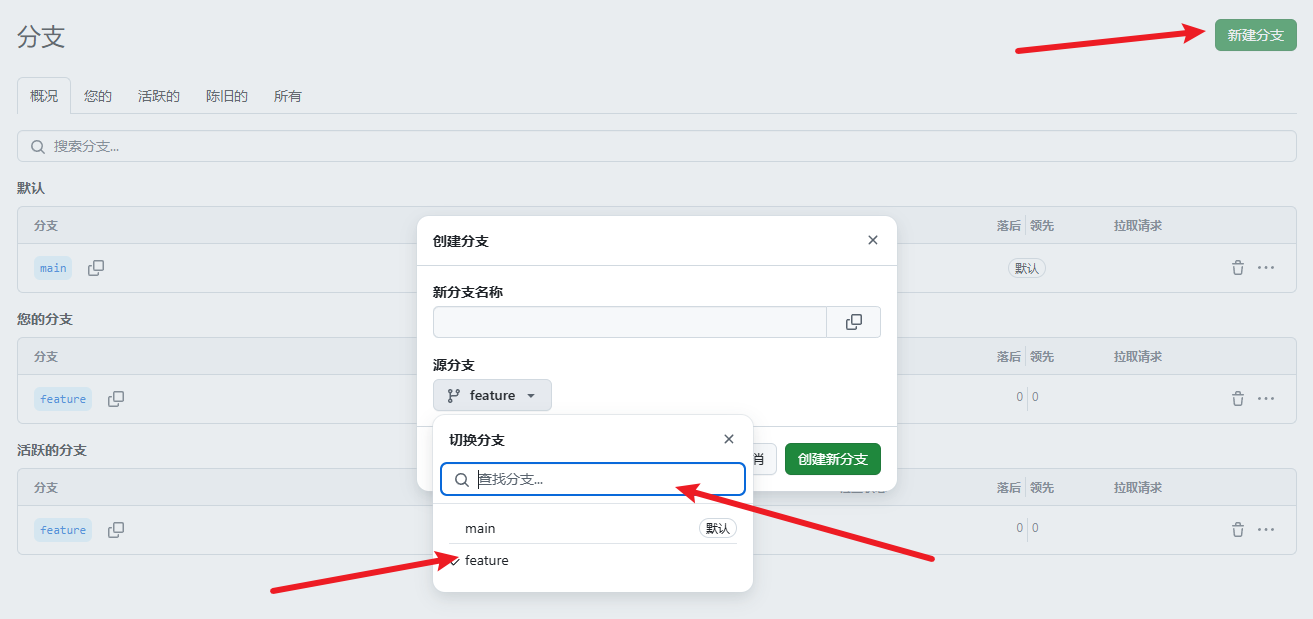 分支
新建分支
概况 您的 活跃的 陈旧的 所有
搜索分支...
默认
分支 落后 领先 拉取请求
main 默认
您的分支
分支 落后 领先 拉取请求
feature 0 0
活跃的分支
分支 落后 领先 拉取请求
feature 0 0
创建分支
新分支名称
源分支
feature
消 创建新分支
切换分支
查找分支...
main 默认
feature